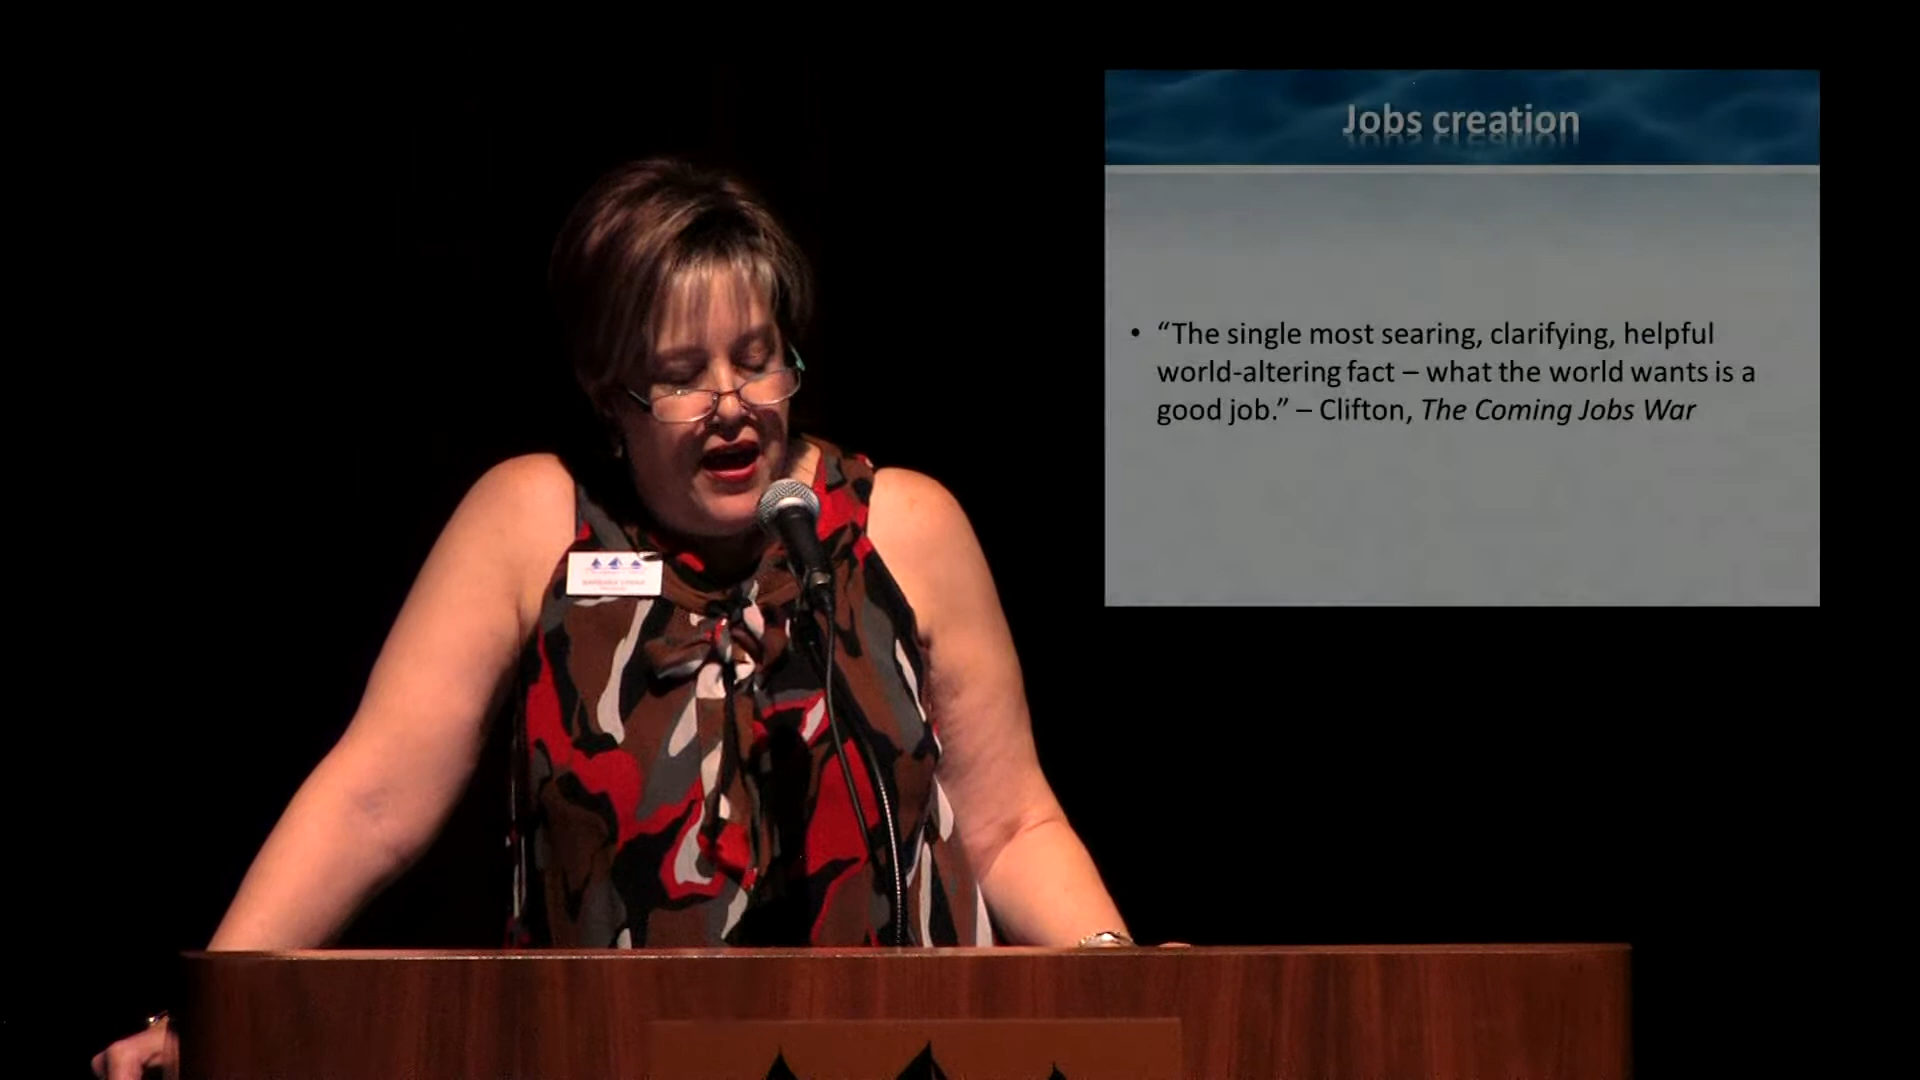 Jobs creation
• “The single most searing, clarifying, helpful
world-altering fact – what the world wants is a
good job.” – Clifton, The Coming Jobs War